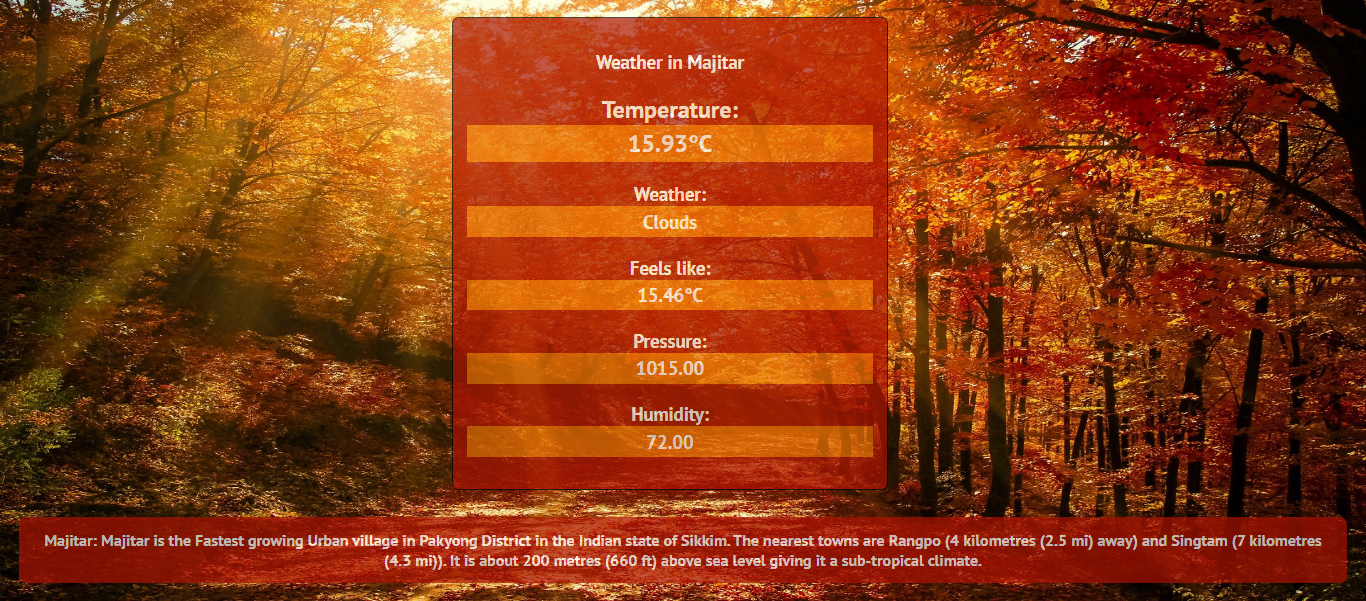 Weather in Majitar
Temperature:
15.93°C
Weather:
Clouds
Feels like:
15.46°C
Pressure:
1015.00
Humidity:
72.00
Majitar: Majitar is the Fastest growing Urban village in Pakyong District in the Indian state of Sikkim. The nearest towns are Rangpo (4 kilometres (2.5 mi) away) and Singtam (7 kilometres
(4.3 mi)). It is about 200 metres (660 ft) above sea level giving it a sub-tropical climate.